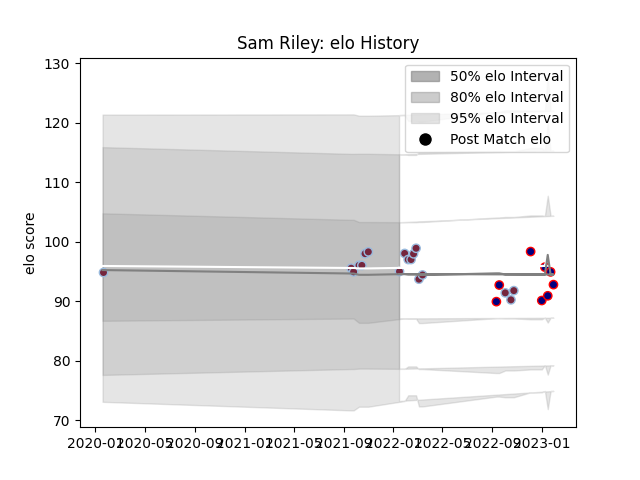 Sam Riley: elo History
130
120
110
100
90
80
70
elo score
50% elo Interval
80% elo Interval
95% elo Interval
Post Match elo
2020-01 2020-05 2020-09 2021-01 2021-05 2021-09 2022-01 2022-05 2022-09 2023-01